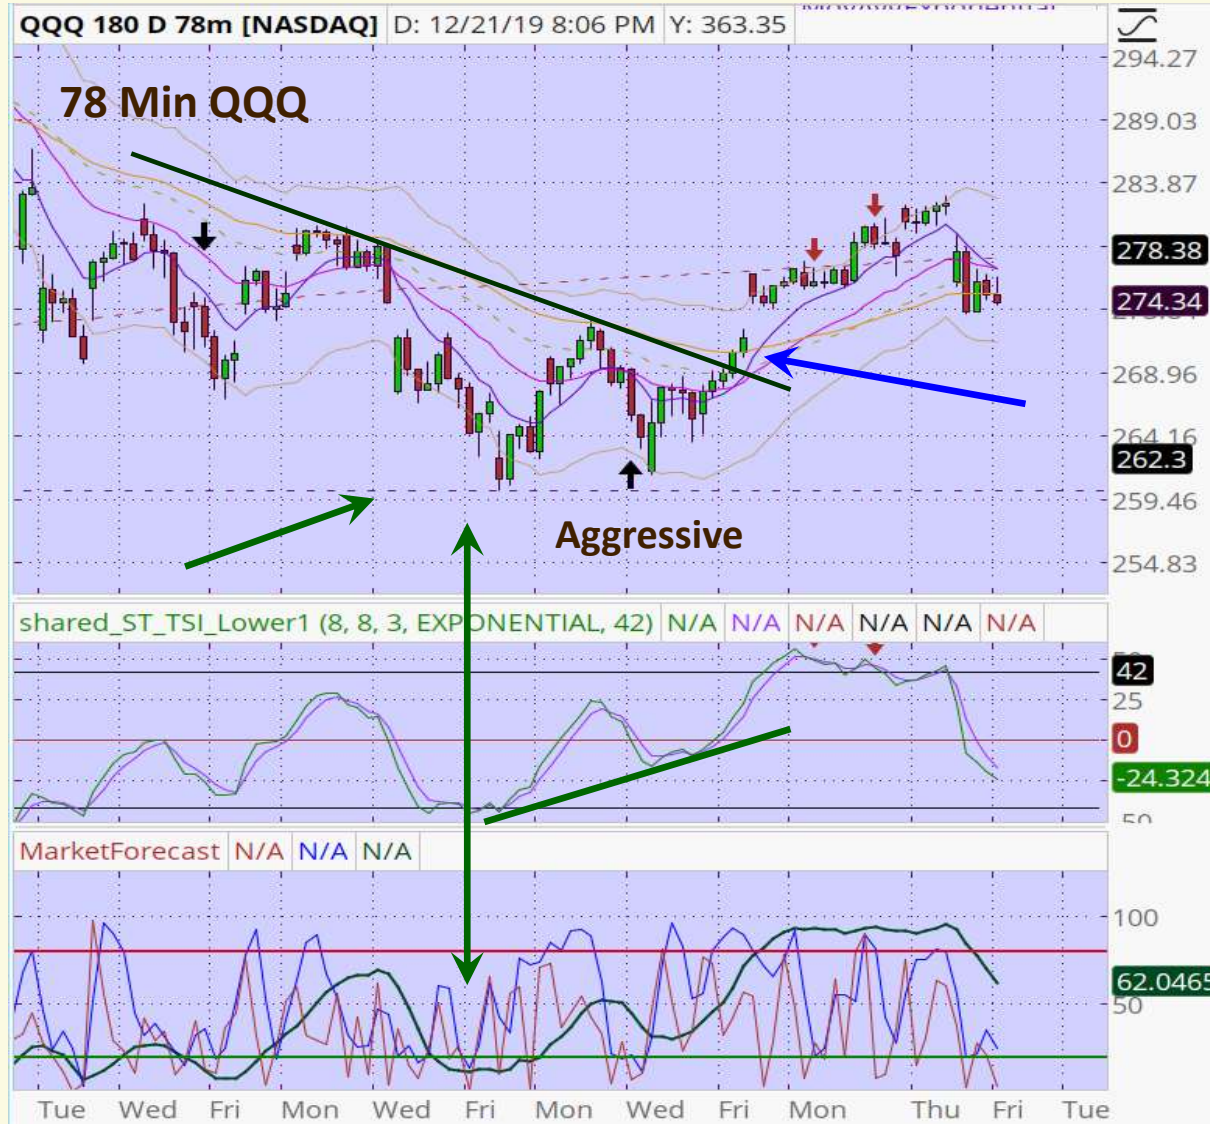 QQQ 180 D 78m [NASDAQ] D: 12/21/19 8:06 PM Y: 363.35
294.27
78 Min QQQ
289.03
283.87
278.38
274.34
268.96
264.16
262.3
259.46
Aggressive
254.83
shared_ST_TSI_Lower1 (8, 8, 3, EXPONENTIAL, 42) N/A N/A N/A N/A N/A N/A
42
25
0
-24.324
MarketForecast N/A N/A N/A
100
62.0465
50
Tue Wed Fri Mon Wed Fri Mon Wed Fri Mon Thu Fri Tue